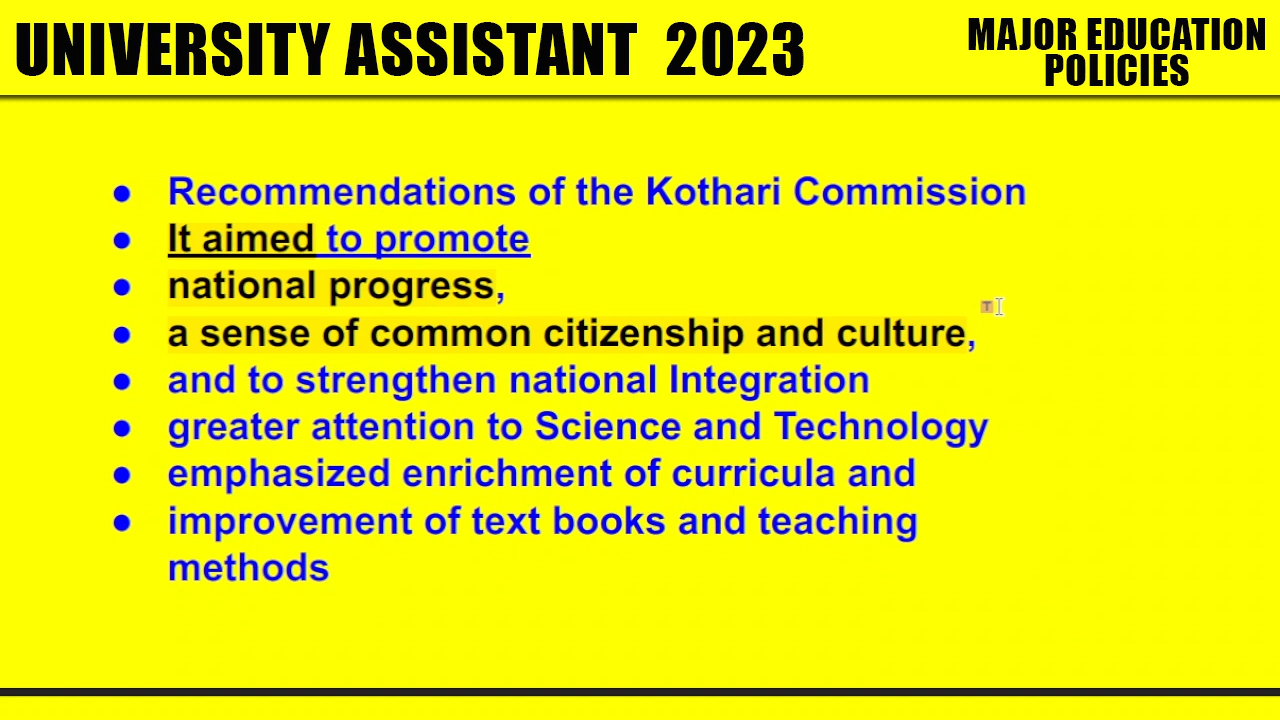 UNIVERSITY ASSISTANT 2023
MAJOR EDUCATION
POLICIES
● Recommendations of the Kothari Commission
● It aimed to promote
● national progress,
● a sense of common citizenship and culture,
● and to strengthen national Integration
● greater attention to Science and Technology
● emphasized enrichment of curricula and
● improvement of text books and teaching
methods